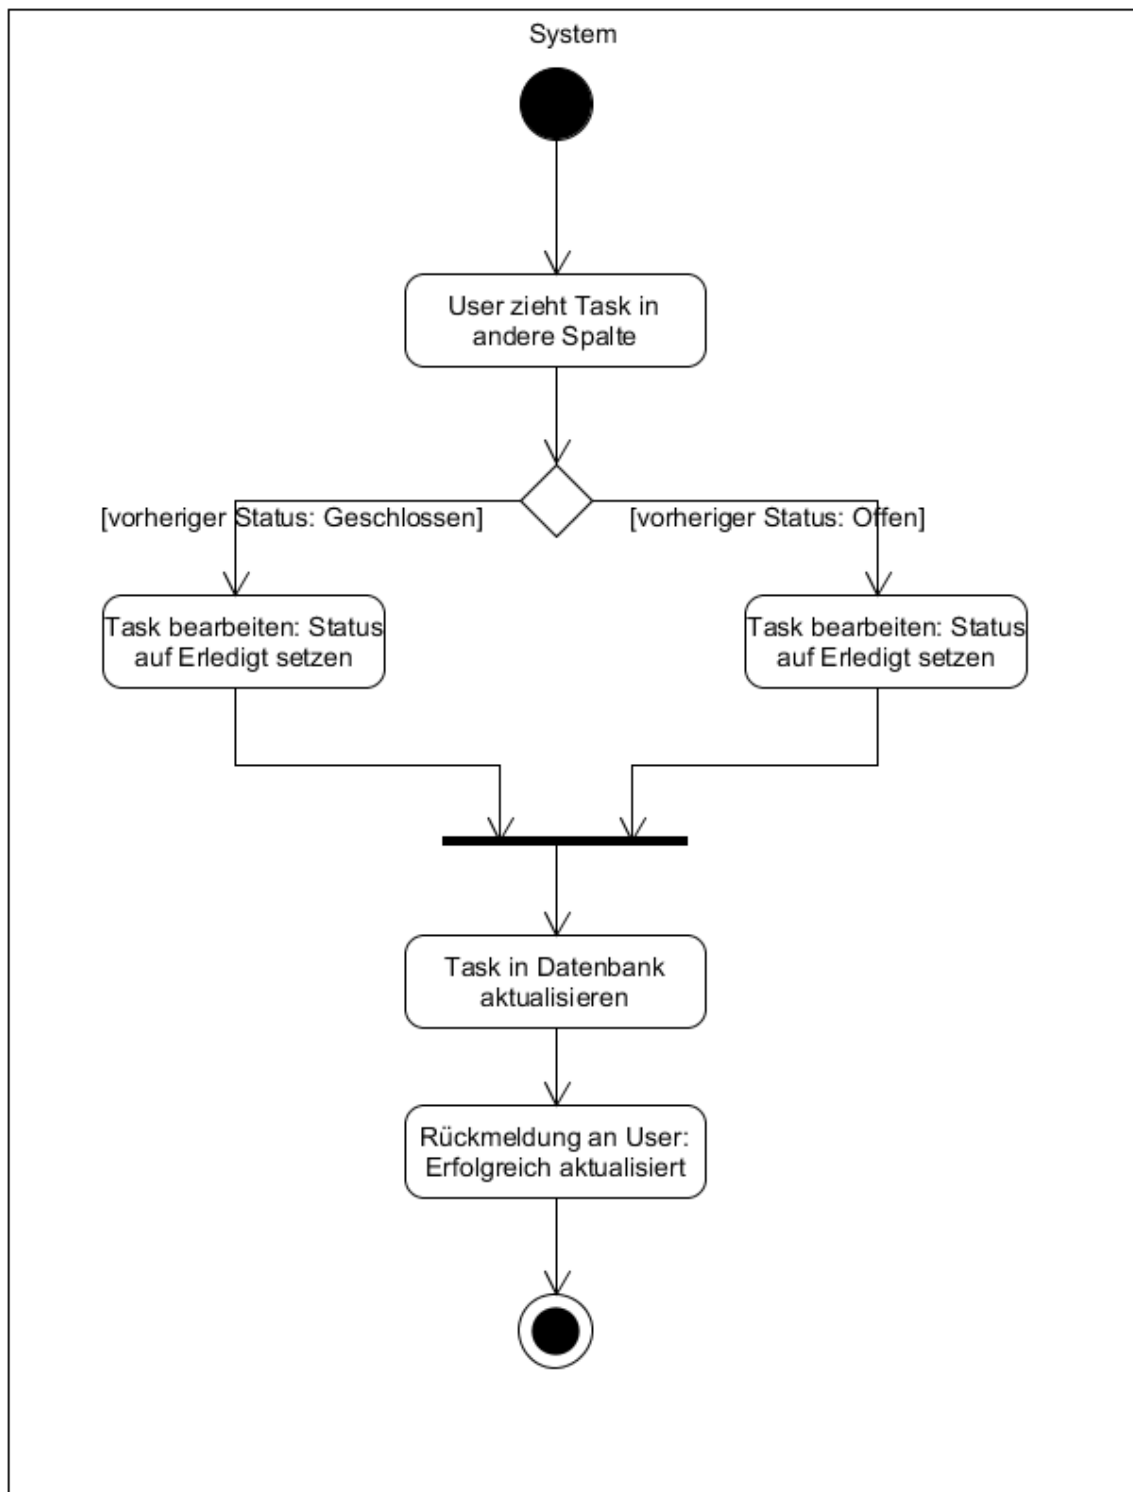 System
User zieht Task in
andere Spalte
[vorheriger Status: Geschlossen]
[vorheriger Status: Offen]
Task bearbeiten: Status
auf Erledigt setzen
Task bearbeiten: Status
auf Erledigt setzen
Task in Datenbank
aktualisieren
Rückmeldung an User:
Erfolgreich aktualisiert